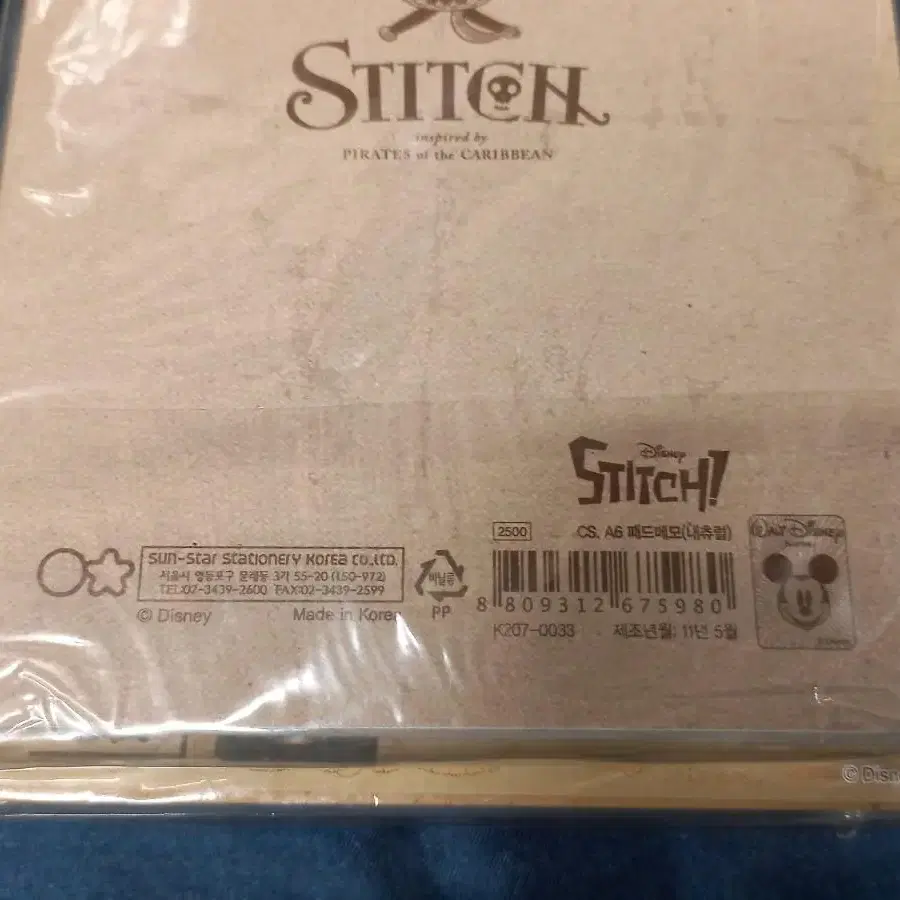 STITCH
inspired by
PIRATES of the CARIBBEAN
DISNEY
STITCH!
2500 CS. A6 패드메모(내츄럴)
WALT DISNEY
sun-star stationery korea co.,ltd.
서울시 영등포구 문래동 3가 55-20 (150-972)
TEL:02-3439-2600 FAX:02-3439-2599
비닐류
PP
8 809312 675980
© Disney Made in Korea
K207-0033 제조년월; 11년 5월
© Disn